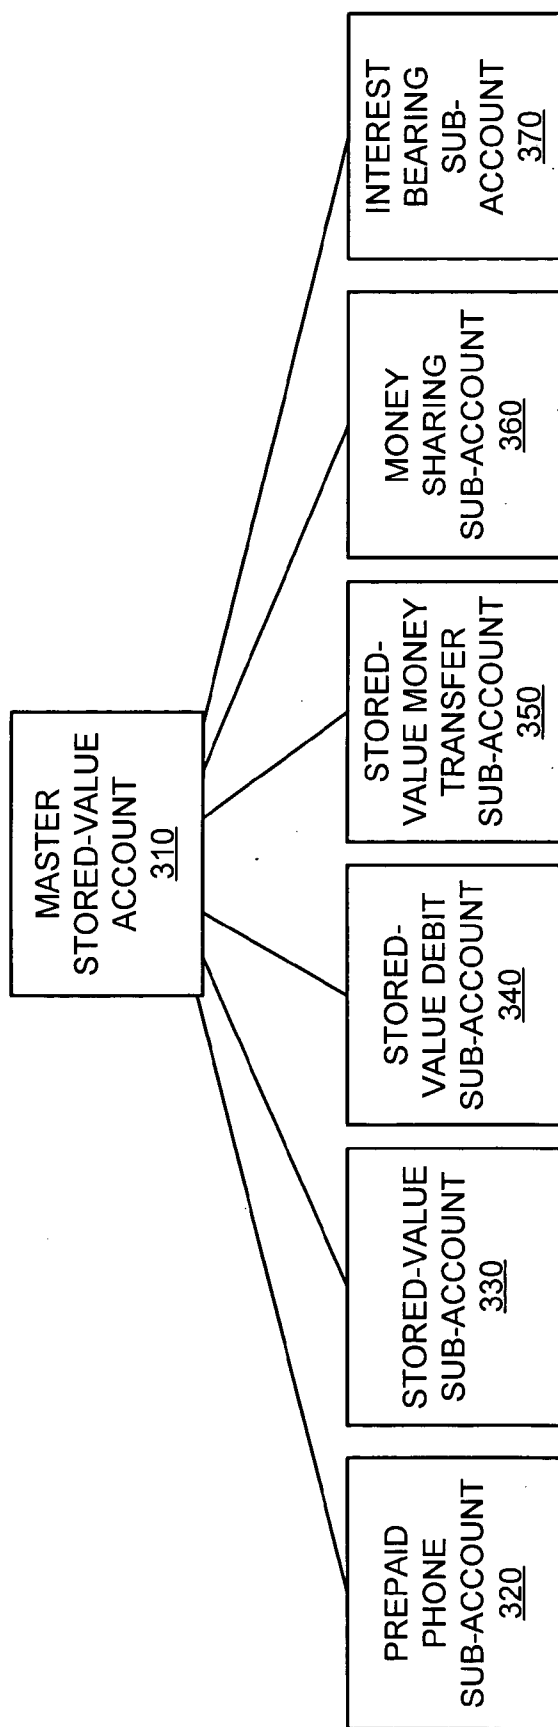 MASTER
STORED-VALUE
ACCOUNT
310
PREPAID
PHONE
SUB-ACCOUNT
320
STORED-VALUE
SUB-ACCOUNT
330
STORED-
VALUE DEBIT
SUB-ACCOUNT
340
STORED-
VALUE MONEY
TRANSFER
SUB-ACCOUNT
350
MONEY
SHARING
SUB-ACCOUNT
360
INTEREST
BEARING
SUB-
ACCOUNT
370